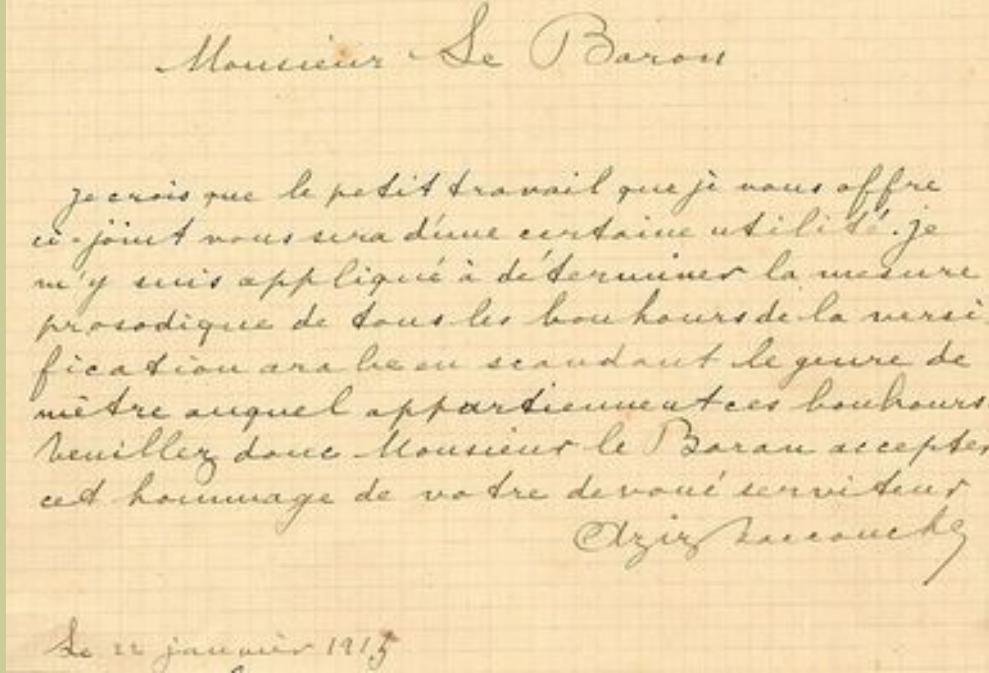 Monsieur Le Baron
je crois que le petit travail que je vous offre
ci-joint vous sera d'une certaine utilité. je
m'y suis appliqué à déterminer la mesure
prosodique de tous les bouhours de la versi
fication arabe en scandant le genre de
mètre auquel appartiennent ces bouhours.
Veuillez donc Monsieur le Baron accepter
cet hommage de votre devoué serviteur
Aziz
Le 22 janvier 1915